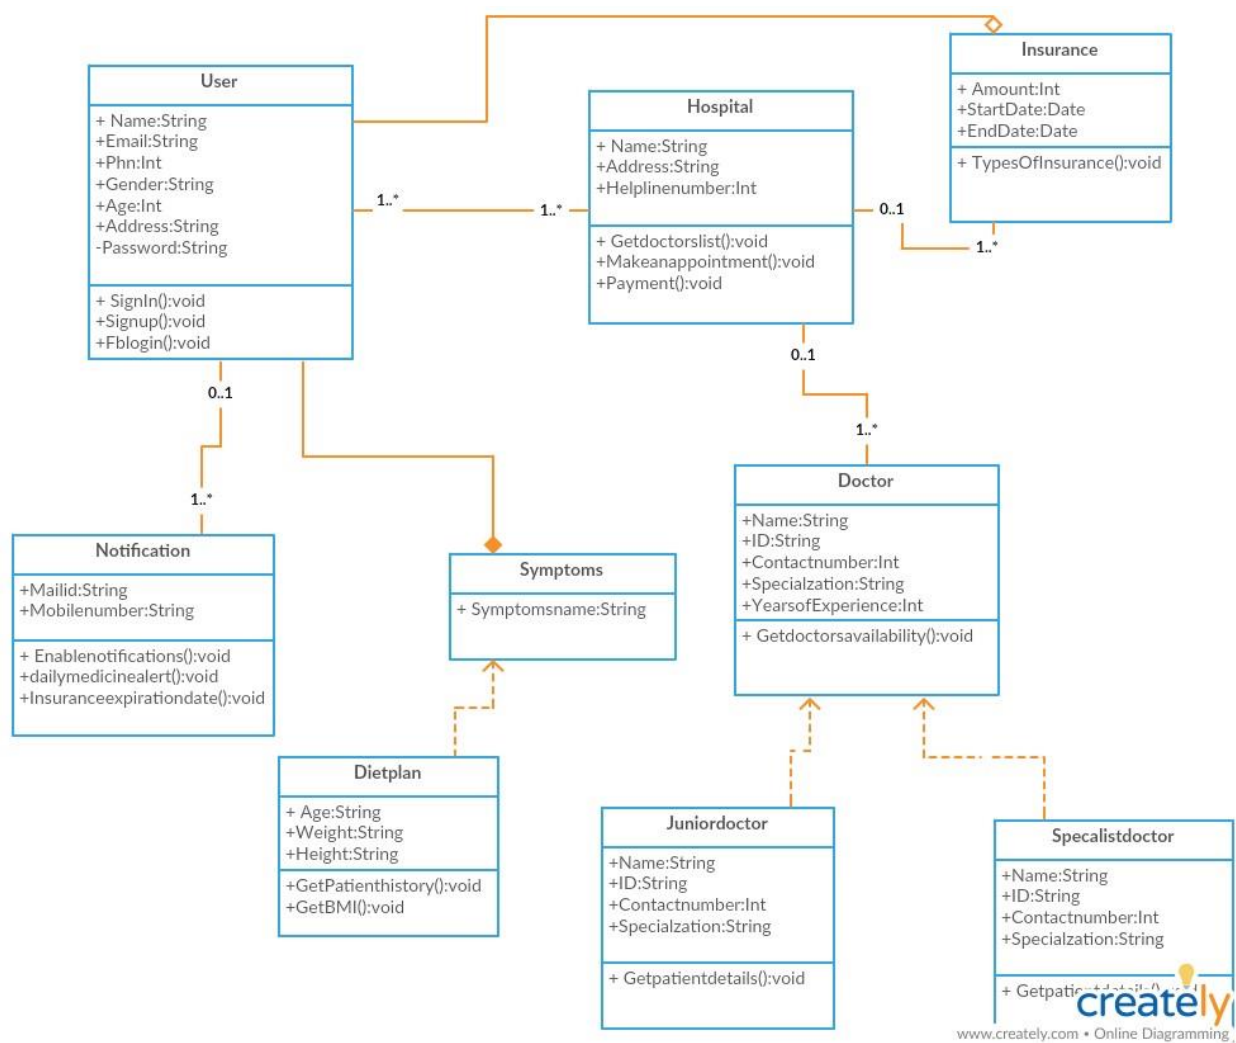 User
+ Name:String
+Email:String
+Phn:Int
+Gender:String
+Age:Int
+Address:String
-Password:String
+ SignIn():void
+Signup():void
+Fblogin():void
1..*
1..*
Hospital
+ Name:String
+Address:String
+Helplinenumber:Int
+ Getdoctorslist():void
+Makeanappointment():void
+Payment():void
Insurance
+ Amount:Int
+StartDate:Date
+EndDate:Date
+ TypesOfInsurance():void
0..1
1..*
0..1
1..*
0..1
1..*
Notification
+Mailid:String
+Mobilenumber:String
+ Enablenotifications():void
+dailymedicinealert():void
+Insuranceexpirationdate():void
Symptoms
+ Symptomsname:String
Doctor
+Name:String
+ID:String
+Contactnumber:Int
+Specialzation:String
+YearsofExperience:Int
+ Getdoctorsavailability():void
Dietplan
+ Age:String
+Weight:String
+Height:String
+GetPatienthistory():void
+GetBMI():void
Juniordoctor
+Name:String
+ID:String
+Contactnumber:Int
+Specialzation:String
+ Getpatientdetails():void
Specalistdoctor
+Name:String
+ID:String
+Contactnumber:Int
+Specialzation:String
+
creately
www.creately.com • Online Diagramming